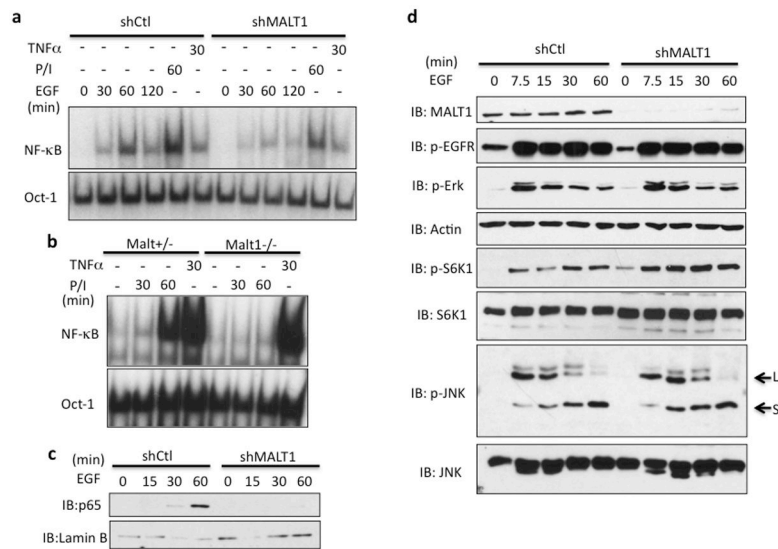 a
shCtl shMALT1
TNFα - - - - - 30 - - - - - 30
P/I - - - - 60 - - - - - 60 -
EGF 0 30 60 120 - - 0 30 60 120 - -
(min)
NF-κB
Oct-1
b
Malt+/- Malt1-/-
TNFα - - - 30 - - - 30
P/I - 30 60 - - 30 60 -
(min)
NF-κB
Oct-1
c
(min) shCtl shMALT1
EGF 0 15 30 60 0 15 30 60
IB:p65
IB:Lamin B
d
(min) shCtl shMALT1
EGF 0 7.5 15 30 60 0 7.5 15 30 60
IB: MALT1
IB: p-EGFR
IB: p-Erk
IB: Actin
IB: p-S6K1
IB: S6K1
IB: p-JNK
L
S
IB: JNK